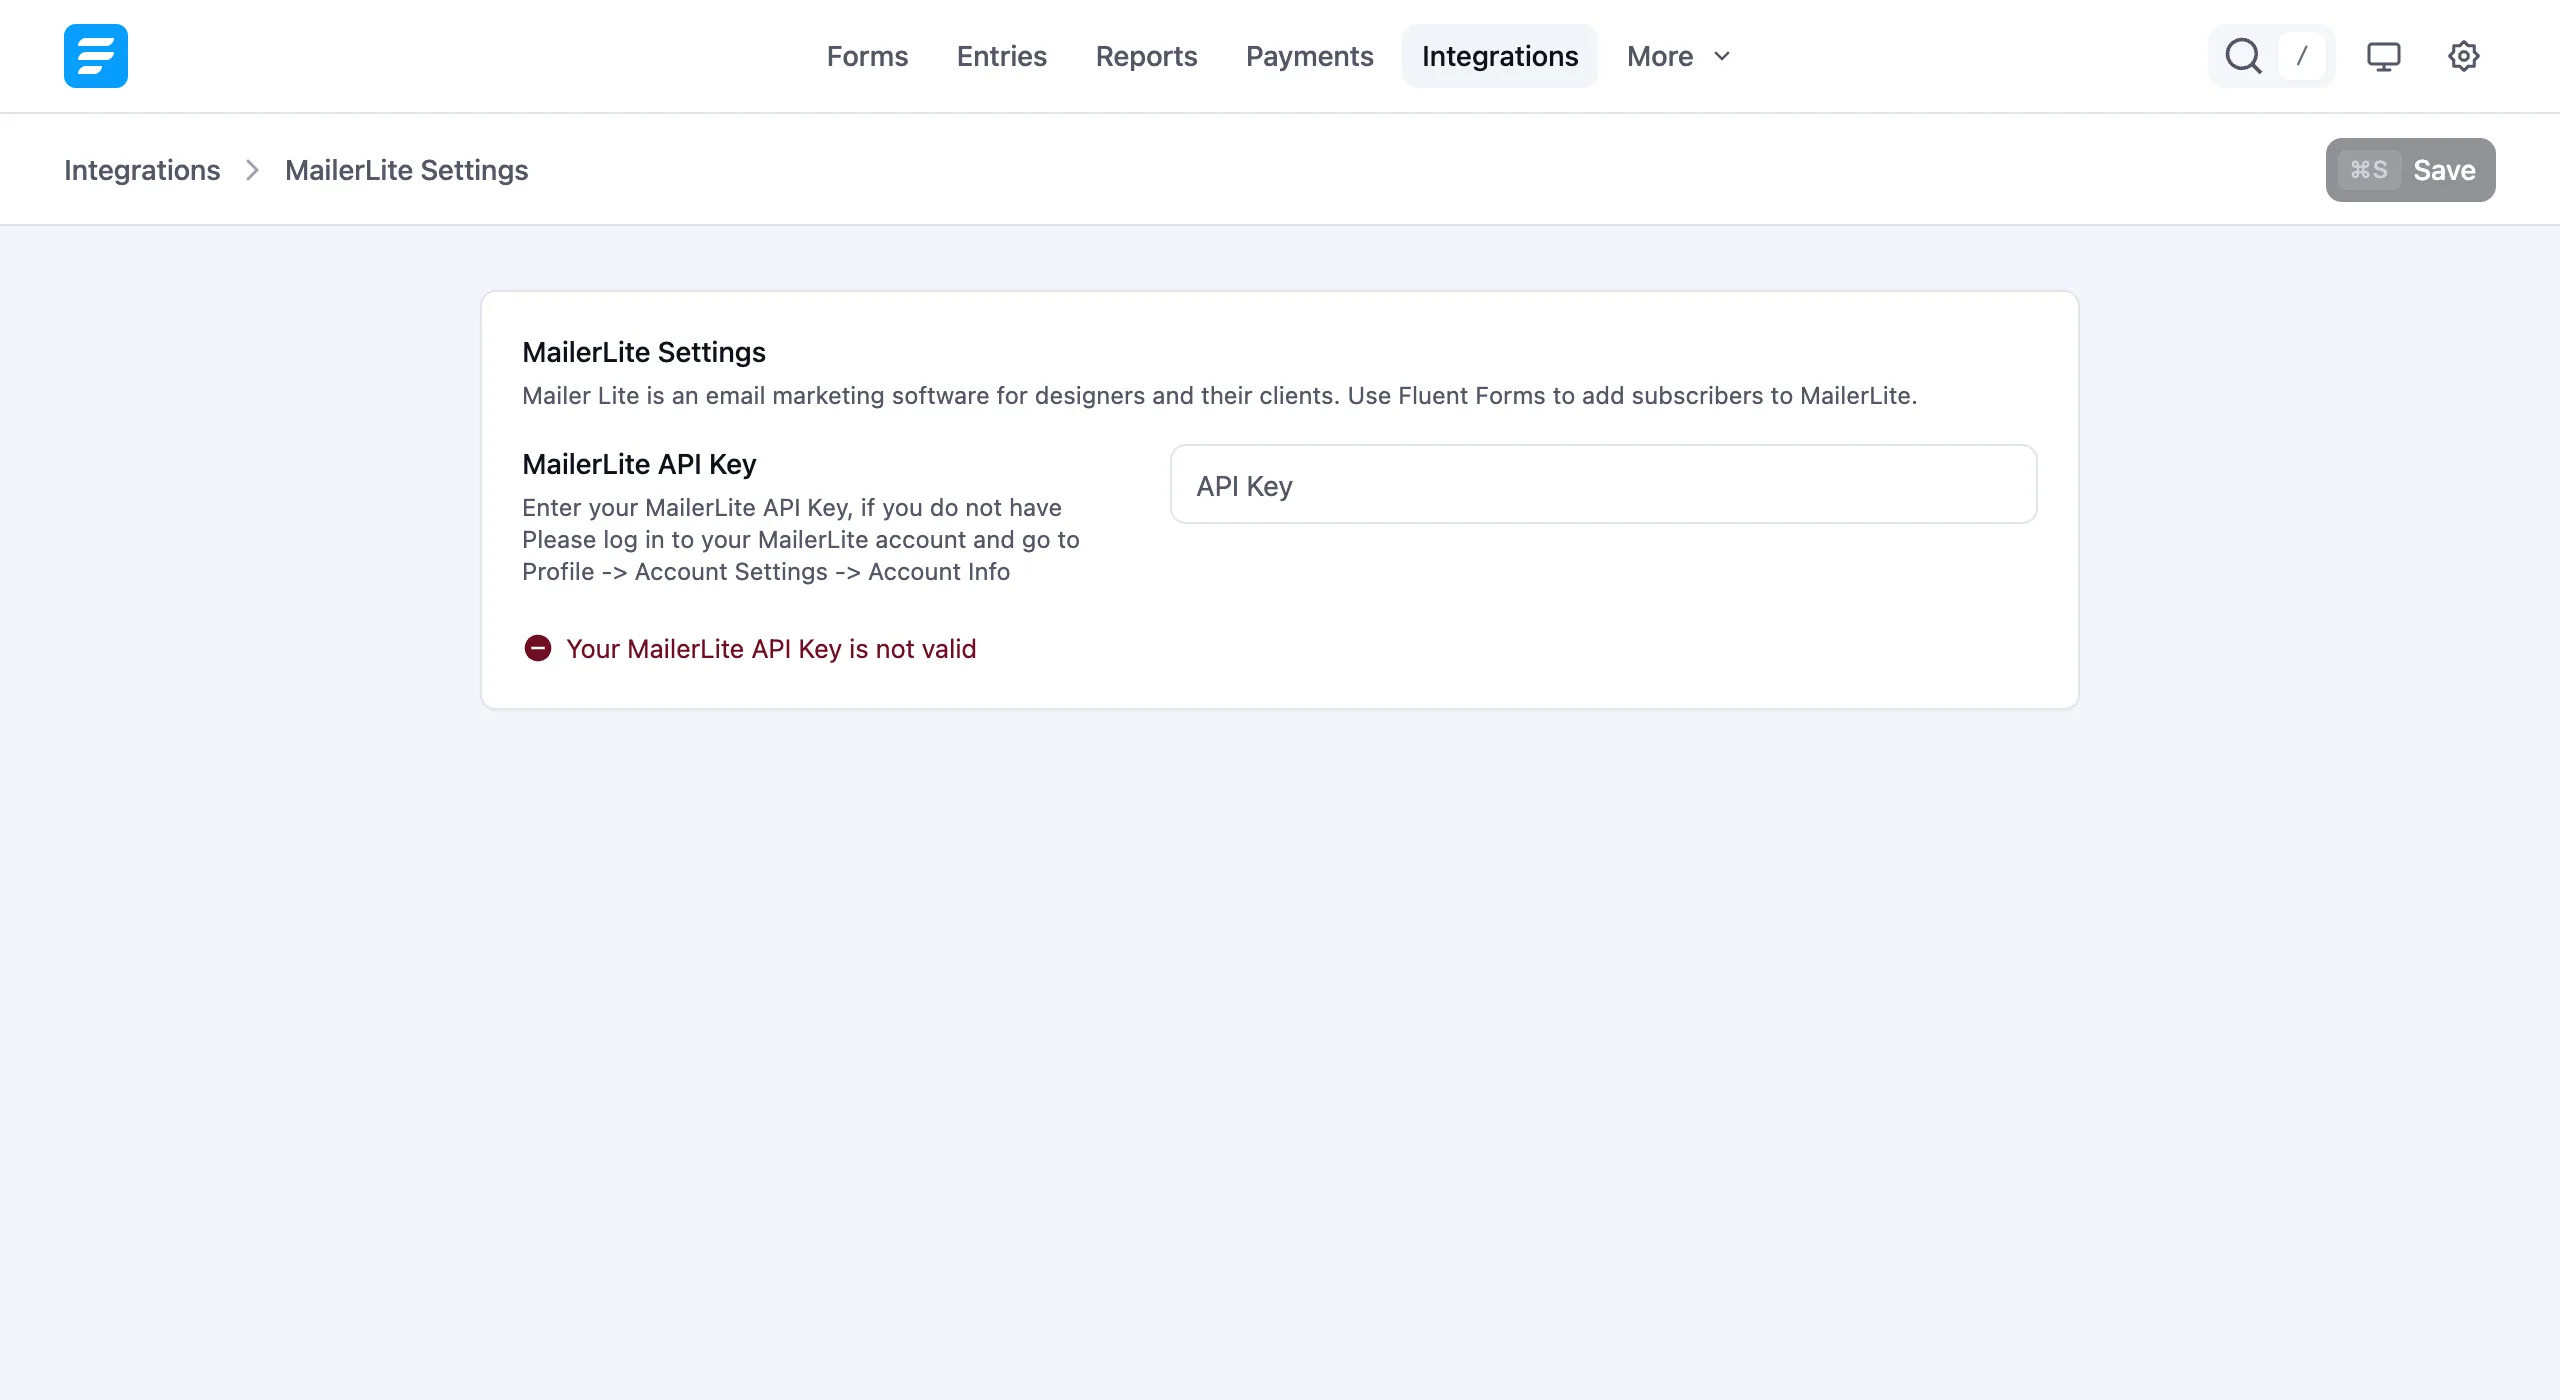 Forms
Entries
Reports
Payments
Integrations
More
/
Integrations
MailerLite Settings
⌘S
Save
MailerLite Settings
Mailer Lite is an email marketing software for designers and their clients. Use Fluent Forms to add subscribers to MailerLite.
MailerLite API Key
Enter your MailerLite API Key, if you do not have
Please log in to your MailerLite account and go to
Profile -> Account Settings -> Account Info
API Key
Your MailerLite API Key is not valid